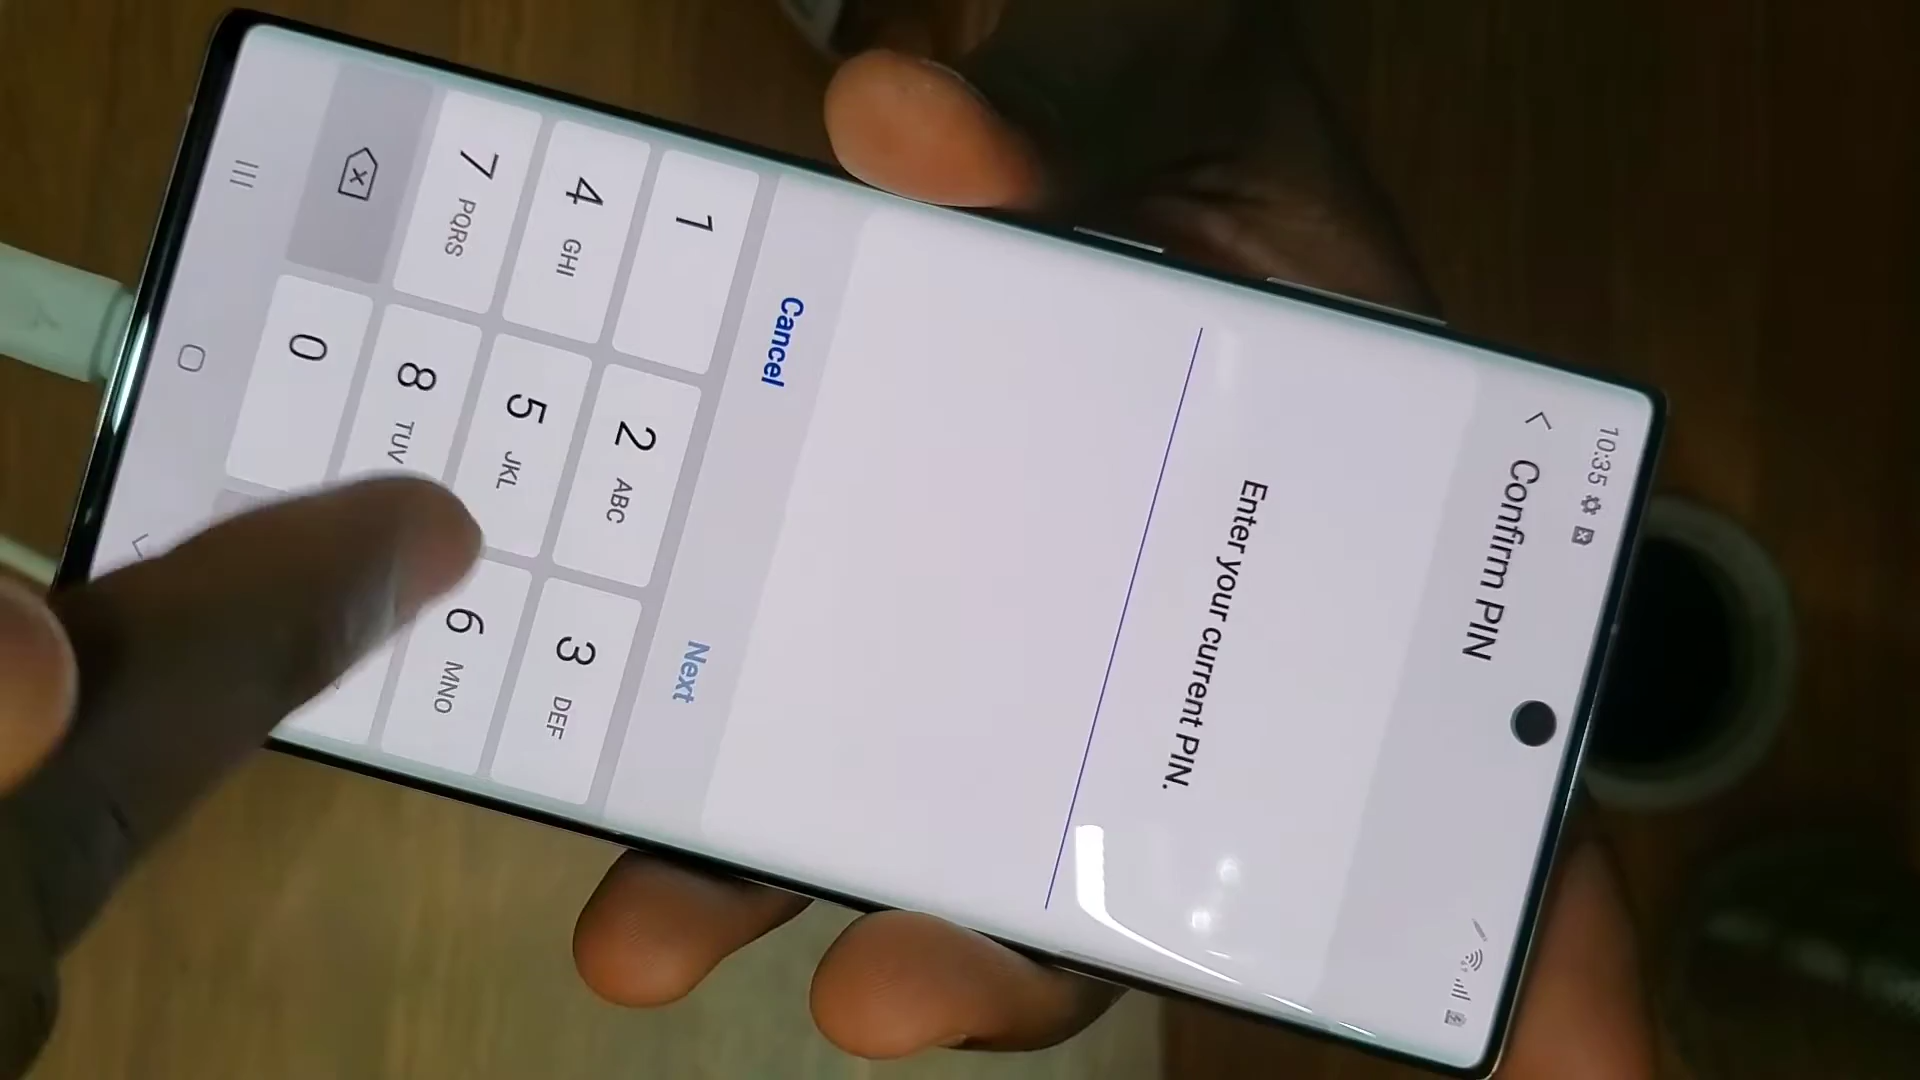 10:35
Confirm PIN
Enter your current PIN.
Cancel Next
1 2 ABC 3 DEF
4 GHI 5 JKL 6 MNO
7 PQRS 8 TUV
0